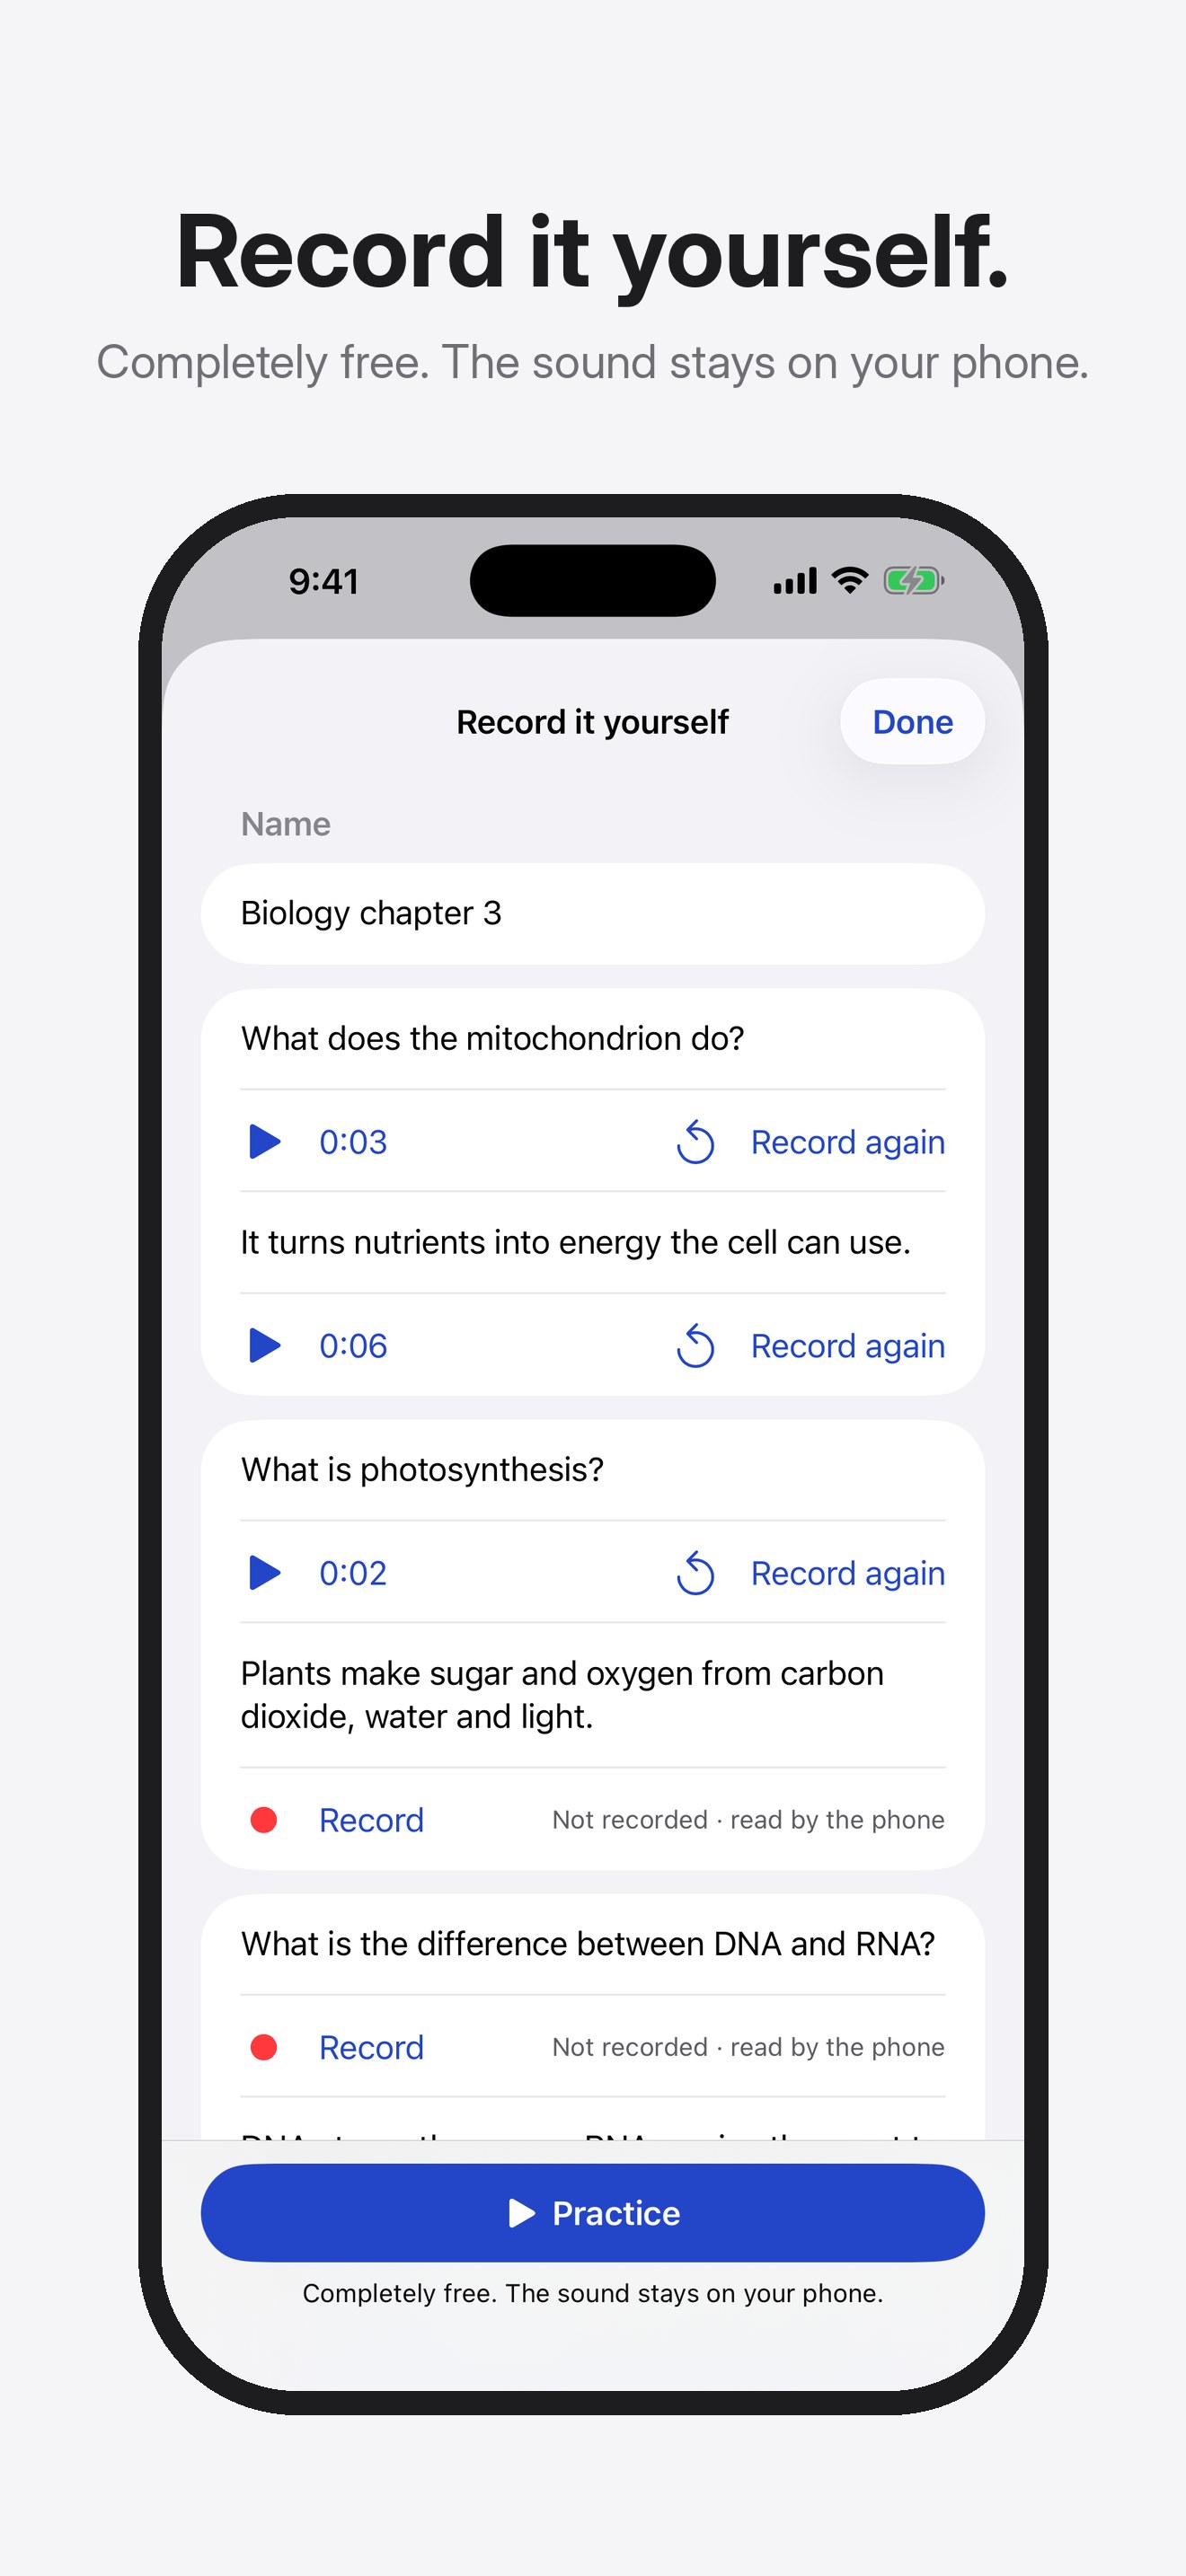 Record it yourself.
Completely free. The sound stays on your phone.
9:41
Record it yourself
Done
Name
Biology chapter 3
What does the mitochondrion do?
0:03
Record again
It turns nutrients into energy the cell can use.
0:06
Record again
What is photosynthesis?
0:02
Record again
Plants make sugar and oxygen from carbon
dioxide, water and light.
Record
Not recorded · read by the phone
What is the difference between DNA and RNA?
Record
Not recorded · read by the phone
Practice
Completely free. The sound stays on your phone.